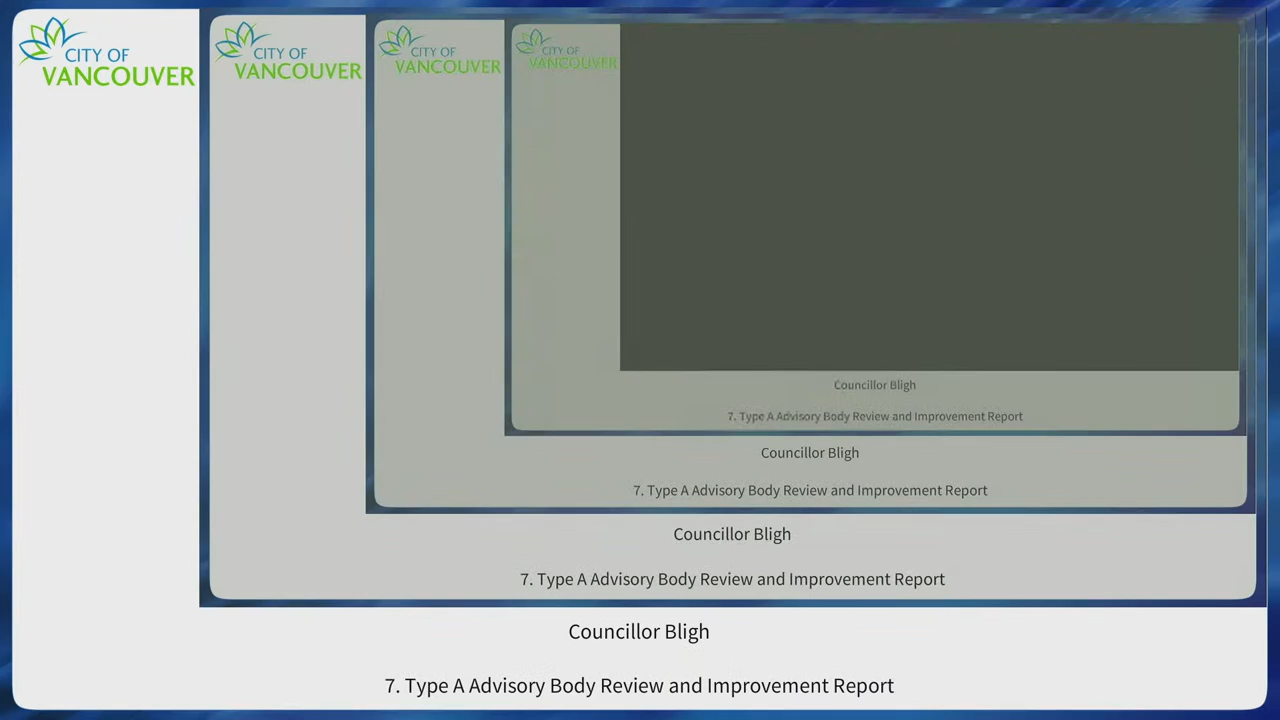 CITY OF
VANCOUVER
CITY OF
VANCOUVER
CITY OF
VANCOUVER
CITY OF
VANCOUVER
Councillor Bligh
7. Type A Advisory Body Review and Improvement Report
Councillor Bligh
7. Type A Advisory Body Review and Improvement Report
Councillor Bligh
7. Type A Advisory Body Review and Improvement Report
Councillor Bligh
7. Type A Advisory Body Review and Improvement Report